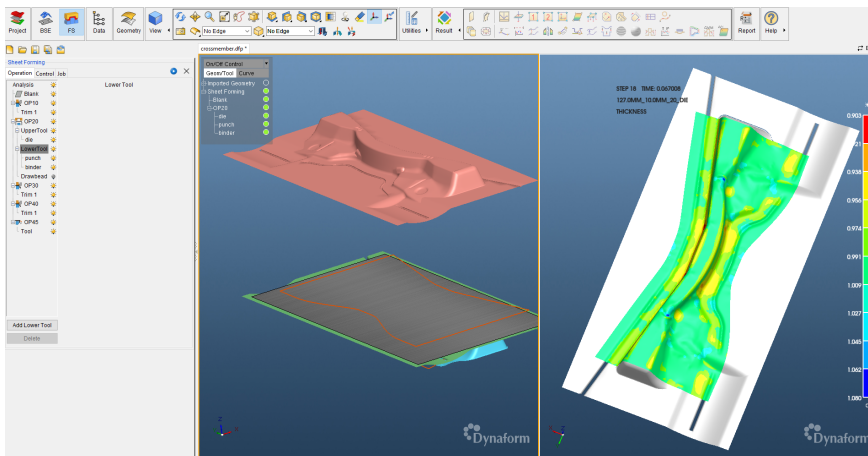 Project
BSE
FS
Data
Geometry
View
No Edge
No Edge
Utilities
Result
Report
Help
crossmember.dfp *
Sheet Forming
Operation Control Job
Analysis
Blank
OP10
Trim 1
OP20
UpperTool
die
LowerTool
punch
binder
Drawbead
OP30
Trim 1
OP40
Trim 1
OP45
Tool
Lower Tool
Add Lower Tool
Delete
On/Off Control
Geom/Tool Curve
Imported Geometry
Sheet Forming
Blank
OP20
die
punch
binder
Dynaform
STEP 18 TIME: 0.067008
127.0MM_10.0MM_20_DIE
THICKNESS
0.903
0.938
0.956
0.974
0.991
1.009
1.027
1.045
1.062
1.080
Dynaform